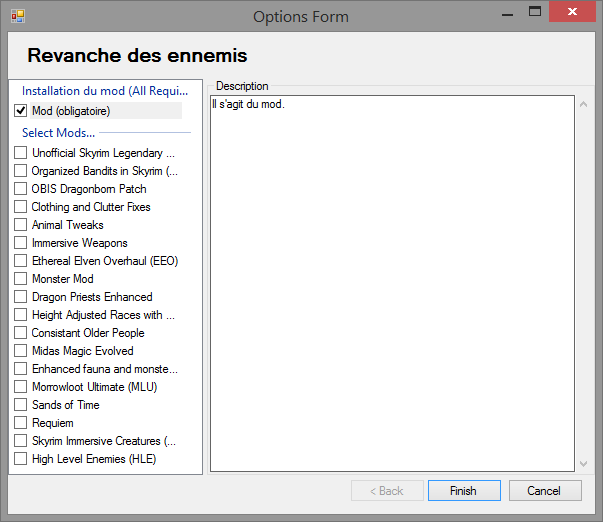 Options Form
Revanche des ennemis
Installation du mod (All Requi...
Mod (obligatoire)
Select Mods...
Unofficial Skyrim Legendary ...
Organized Bandits in Skyrim (...
OBIS Dragonborn Patch
Clothing and Clutter Fixes
Animal Tweaks
Immersive Weapons
Ethereal Elven Overhaul (EEO)
Monster Mod
Dragon Priests Enhanced
Height Adjusted Races with ...
Consistant Older People
Midas Magic Evolved
Enhanced fauna and monste...
Morrowloot Ultimate (MLU)
Sands of Time
Requiem
Skyrim Immersive Creatures (...
High Level Enemies (HLE)
Description
Il s'agit du mod.
< Back
Finish
Cancel